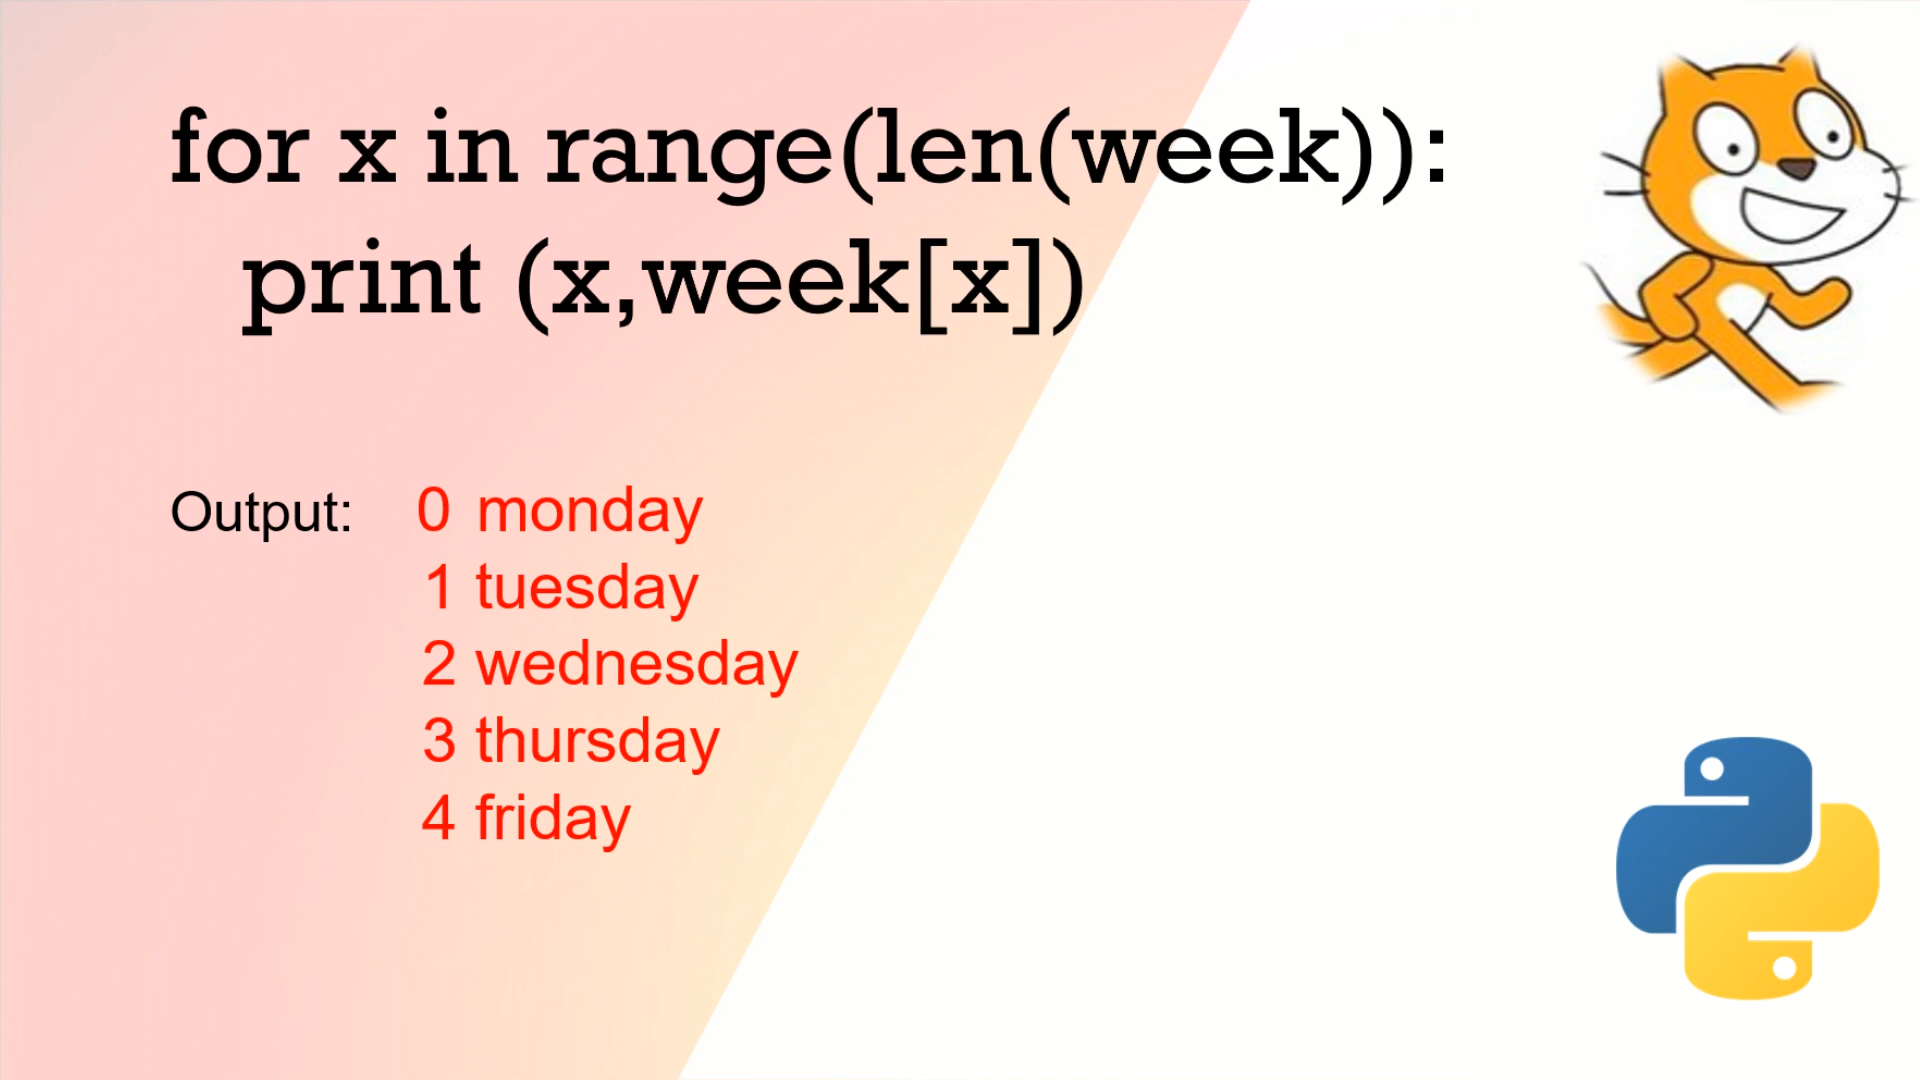 for x in range(len(week)):
print (x,week[x])
Output: 0 monday
1 tuesday
2 wednesday
3 thursday
4 friday